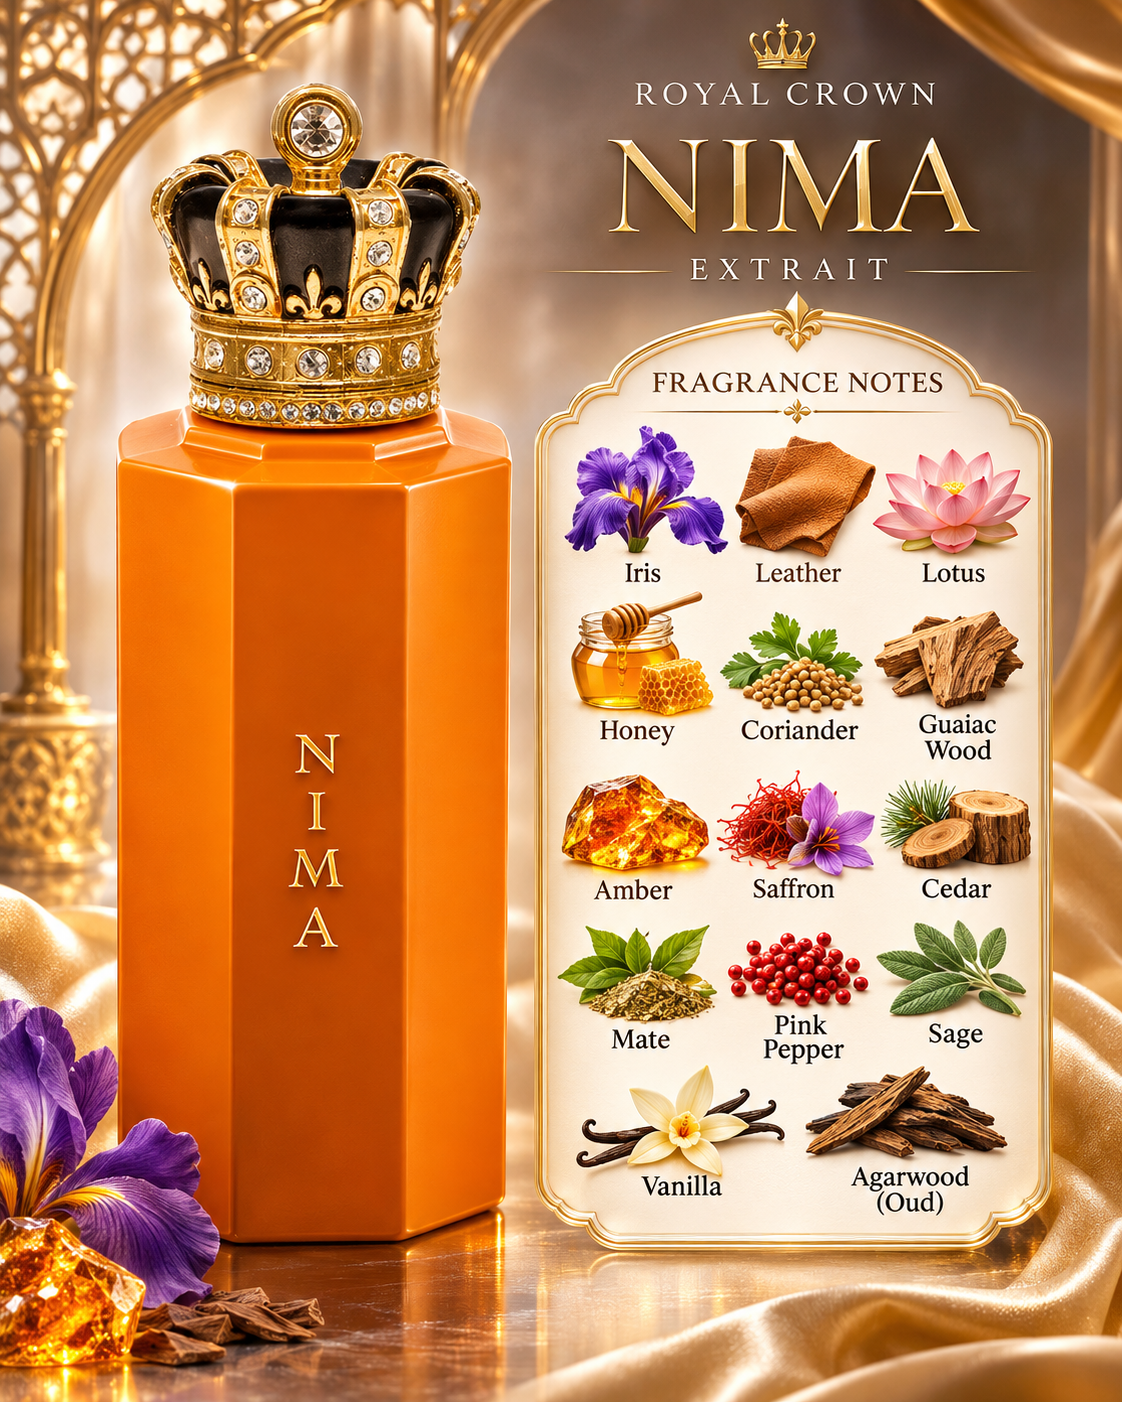 ROYAL CROWN
NIMA
EXTRAIT
FRAGRANCE NOTES
Iris
Leather
Lotus
Honey
Coriander
Guaiac
Wood
Amber
Saffron
Cedar
Mate
Pink
Pepper
Sage
Vanilla
Agarwood
(Oud)
N
I
M
A